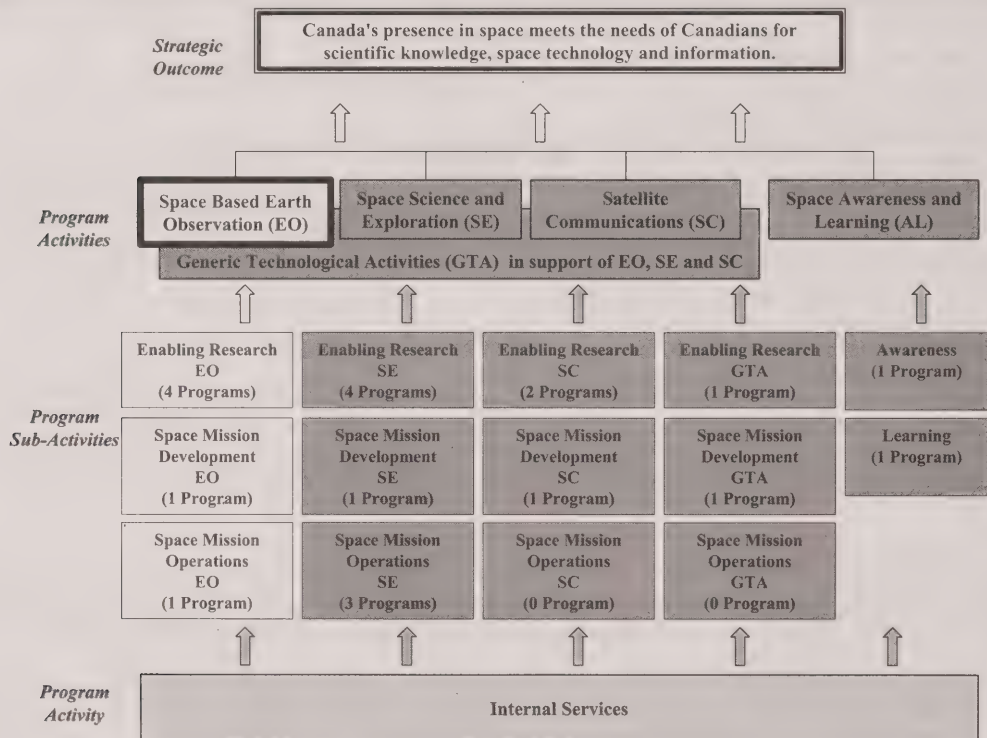 Strategic
Outcome
Canada's presence in space meets the needs of Canadians for
scientific knowledge, space technology and information.
Program
Activities
Space Based Earth
Observation (EO)
Space Science and
Exploration (SE)
Satellite
Communications (SC)
Space Awareness and
Learning (AL)
Generic Technological Activities (GTA) in support of EO, SE and SC
Program
Sub-Activities
Enabling Research
EO
(4 Programs)
Enabling Research
SE
(4 Programs)
Enabling Research
SC
(2 Programs)
Enabling Research
GTA
(1 Program)
Awareness
(1 Program)
Space Mission
Development
EO
(1 Program)
Space Mission
Development
SE
(1 Program)
Space Mission
Development
SC
(1 Program)
Space Mission
Development
GTA
(1 Program)
Learning
(1 Program)
Space Mission
Operations
EO
(1 Program)
Space Mission
Operations
SE
(3 Programs)
Space Mission
Operations
SC
(0 Program)
Space Mission
Operations
GTA
(0 Program)
Program
Activity
Internal Services